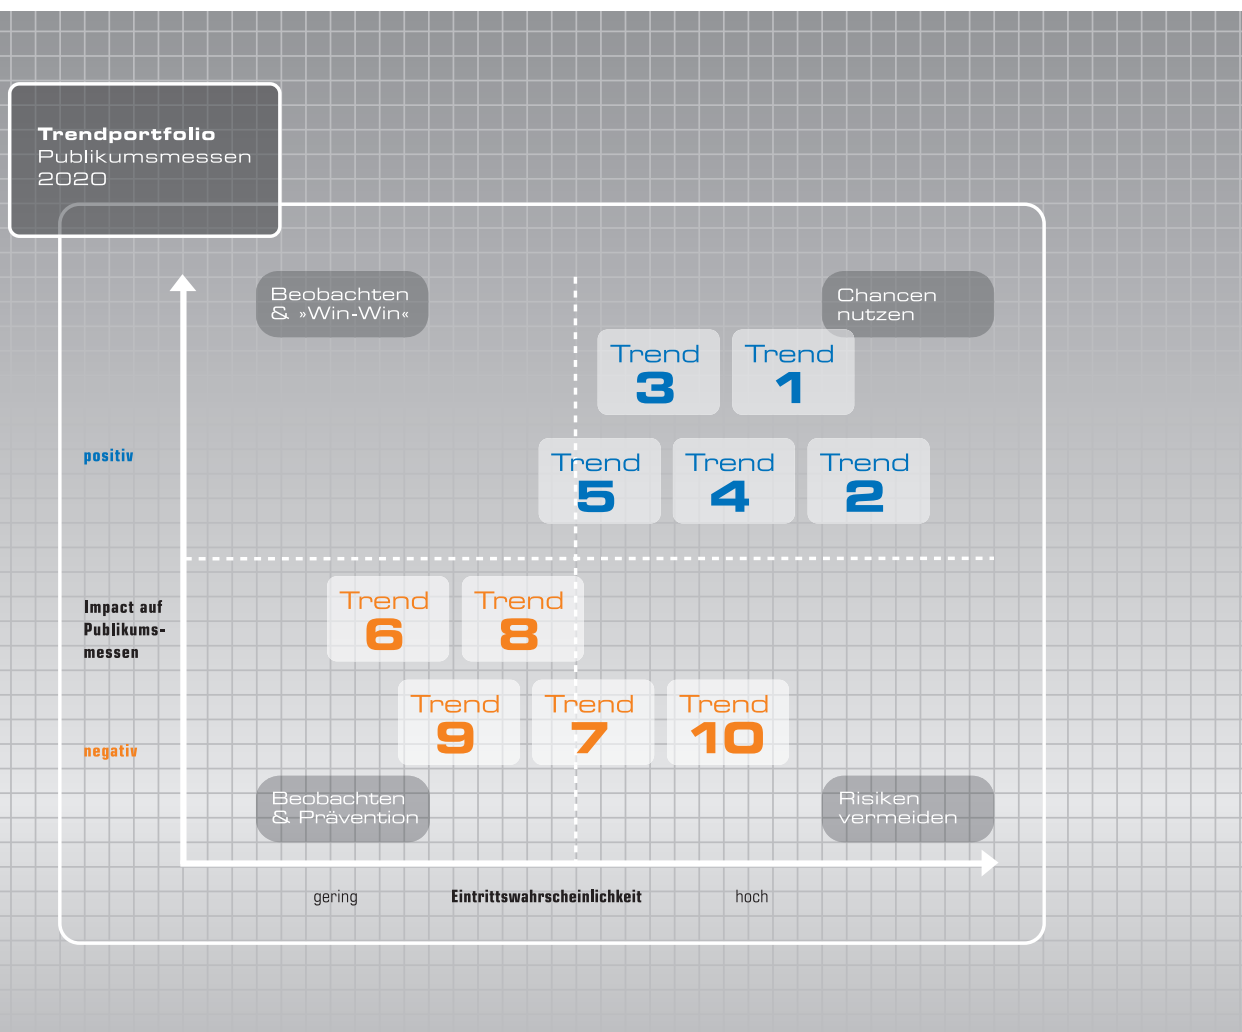 Trendportfolio
Publikumsmessen
2020
Beobachten
& »Win-Win«
Chancen
nutzen
Trend
3
Trend
1
positiv
Trend
5
Trend
4
Trend
2
Impact auf
Publikums-
messen
Trend
6
Trend
8
Trend
9
Trend
7
Trend
10
negativ
Beobachten
& Prävention
Risiken
vermeiden
gering
Eintrittswahrscheinlichkeit
hoch